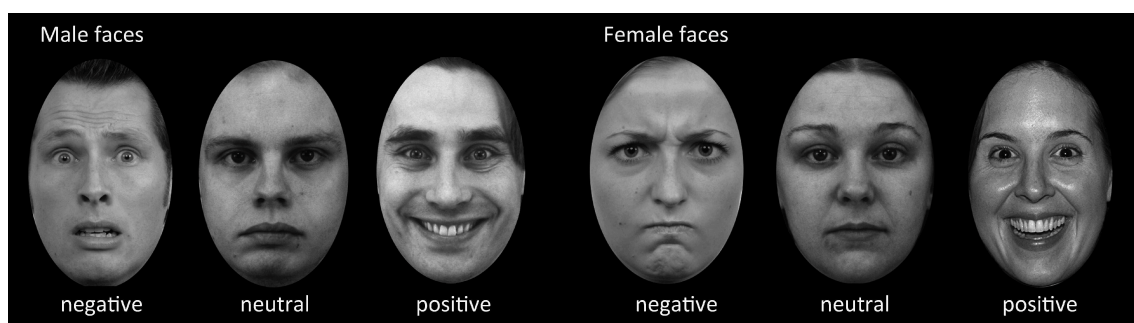 Male faces
Female faces
negative
neutral
positive
negative
neutral
positive